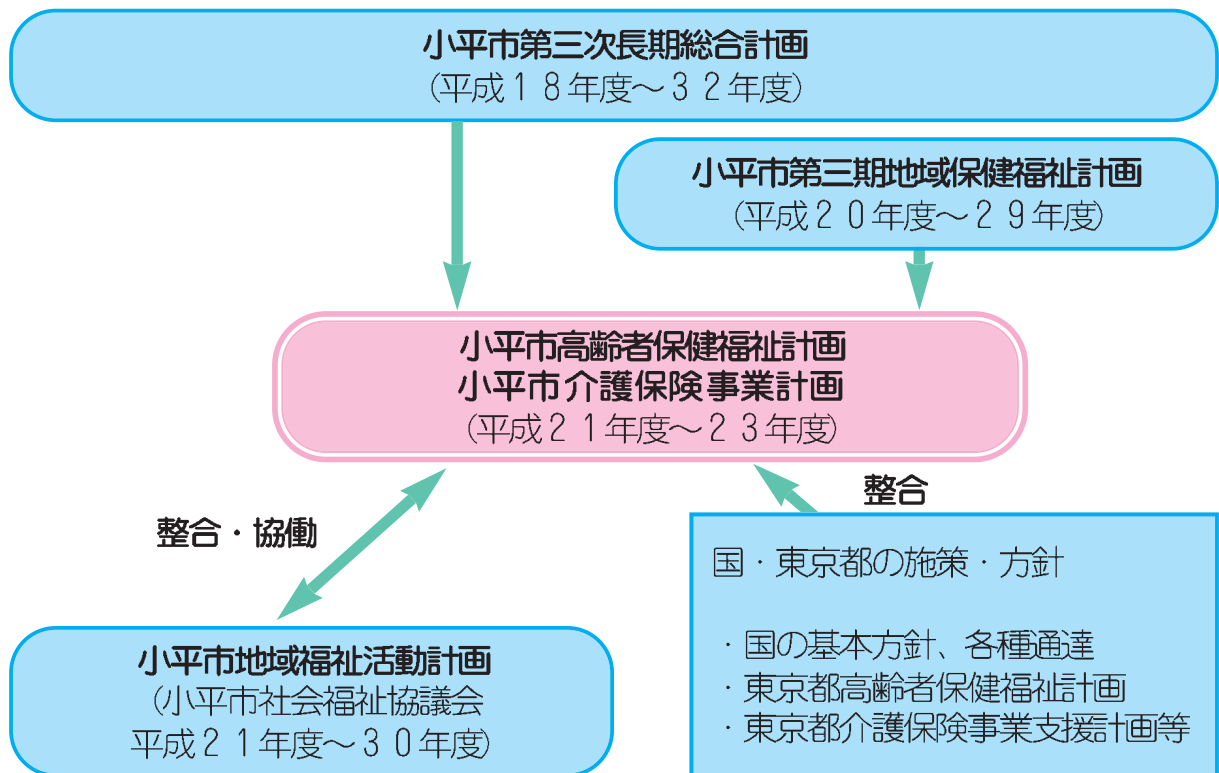 小平市第三次長期総合計画
(平成18年度～32年度)
小平市第三期地域保健福祉計画
(平成20年度～29年度)
小平市高齢者保健福祉計画
小平市介護保険事業計画
(平成21年度～23年度)
整合
整合・協働
国・東京都の施策・方針
・国の基本方針、各種通達
・東京都高齢者保健福祉計画
・東京都介護保険事業支援計画等
小平市地域福祉活動計画
(小平市社会福祉協議会
平成21年度～30年度)